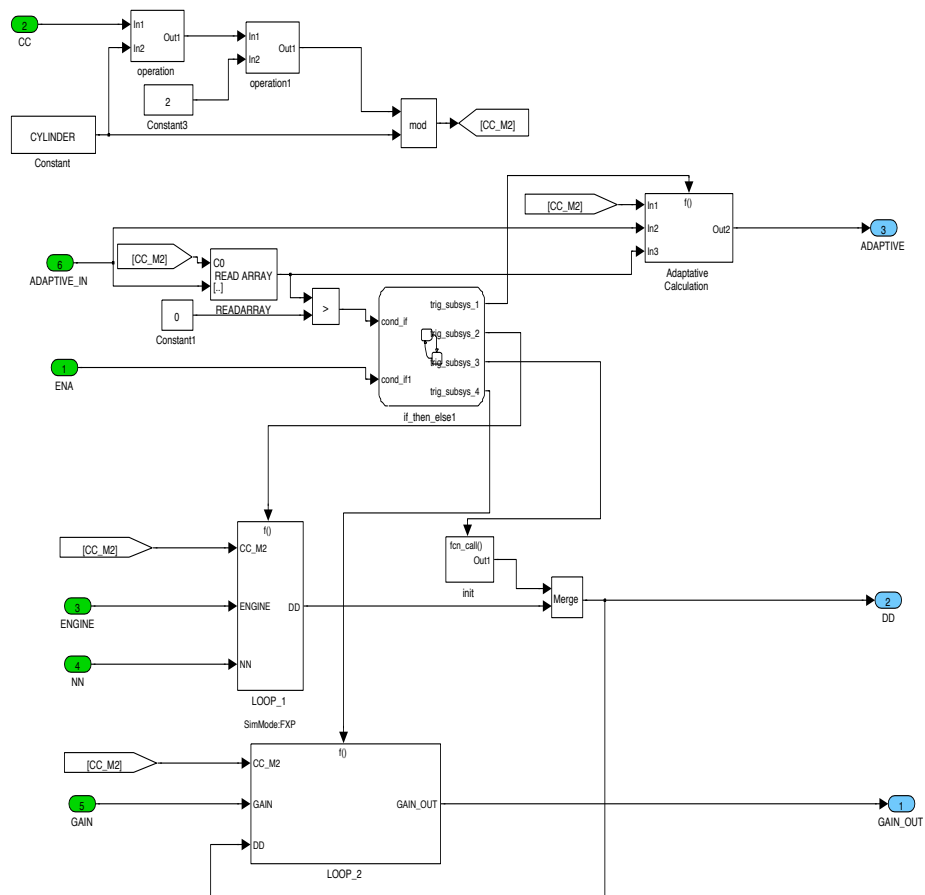 2
CC
In1
In2
Out1
operation
In1
In2
Out1
operation1
2
Constant3
CYLINDER
Constant
mod
[CC_M2]
[CC_M2]
f()
In1
In2
In3
Out2
Adaptative
Calculation
3
ADAPTIVE
6
ADAPTIVE_IN
[CC_M2]
C0
READ ARRAY
[..]
READARRAY
0
Constant1
>
1
ENA
cond_if
cond_if1
trig_subsys_1
trig_subsys_2
trig_subsys_3
trig_subsys_4
if_then_else1
[CC_M2]
f()
CC_M2
3
ENGINE
ENGINE
DD
4
NN
NN
LOOP_1
SimMode:FXP
fcn_call()
Out1
init
Merge
2
DD
[CC_M2]
f()
CC_M2
5
GAIN
GAIN
GAIN_OUT
DD
LOOP_2
1
GAIN_OUT